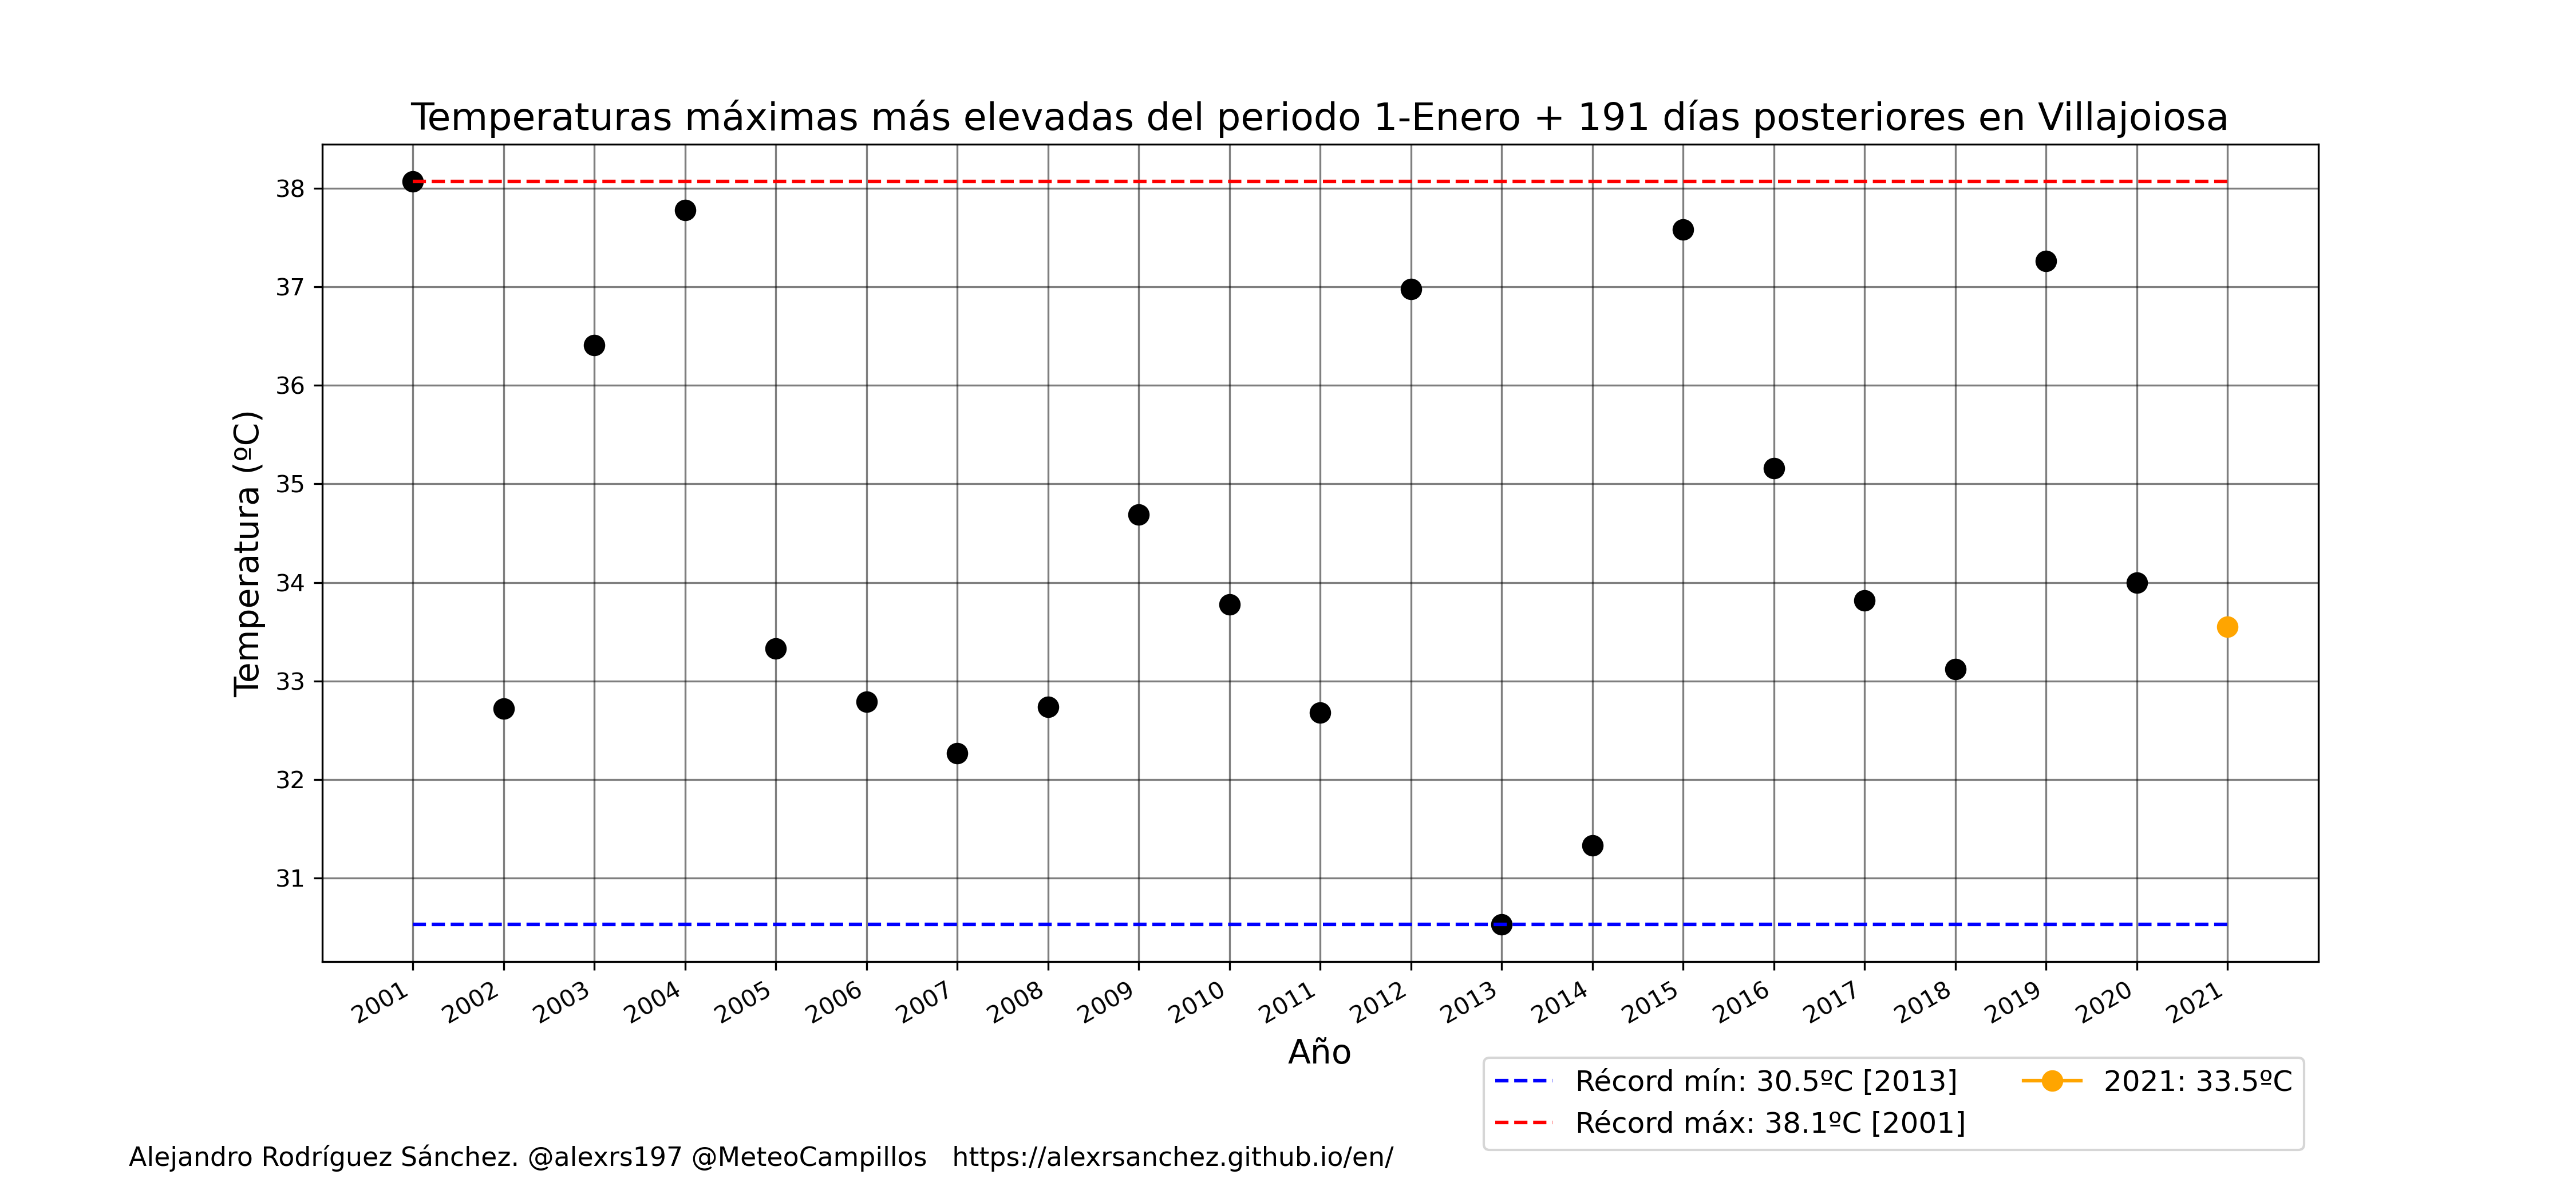 Temperaturas máximas más elevadas del periodo 1-Enero + 191 días posteriores en Villajoiosa
Temperatura (ºC)
38
37
36
35
34
33
32
31
2001 2002 2003 2004 2005 2006 2007 2008 2009 2010 2011 2012 2013 2014 2015 2016 2017 2018 2019 2020 2021
Año
Récord mín: 30.5ºC [2013]
Récord máx: 38.1ºC [2001]
2021: 33.5ºC
Alejandro Rodríguez Sánchez. @alexrs197 @MeteoCampillos https://alexrsanchez.github.io/en/